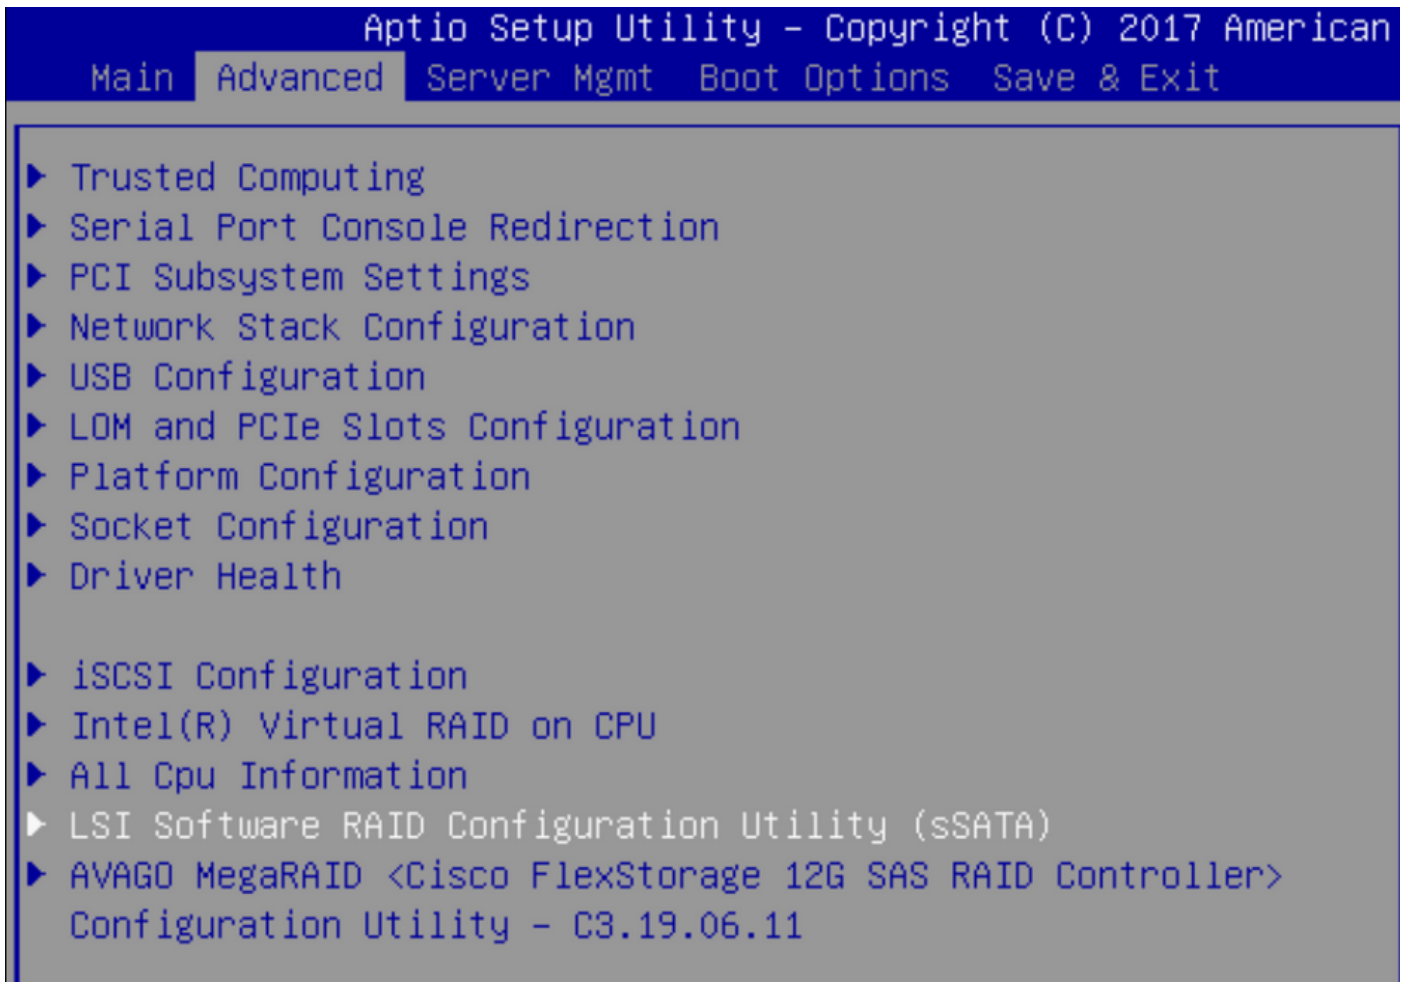 Aptio Setup Utility – Copyright (C) 2017 American
Main Advanced Server Mgmt Boot Options Save & Exit
Trusted Computing
Serial Port Console Redirection
PCI Subsystem Settings
Network Stack Configuration
USB Configuration
LOM and PCIe Slots Configuration
Platform Configuration
Socket Configuration
Driver Health
iSCSI Configuration
Intel(R) Virtual RAID on CPU
All Cpu Information
LSI Software RAID Configuration Utility (sSATA)
AVAGO MegaRAID <Cisco FlexStorage 12G SAS RAID Controller>
Configuration Utility – C3.19.06.11